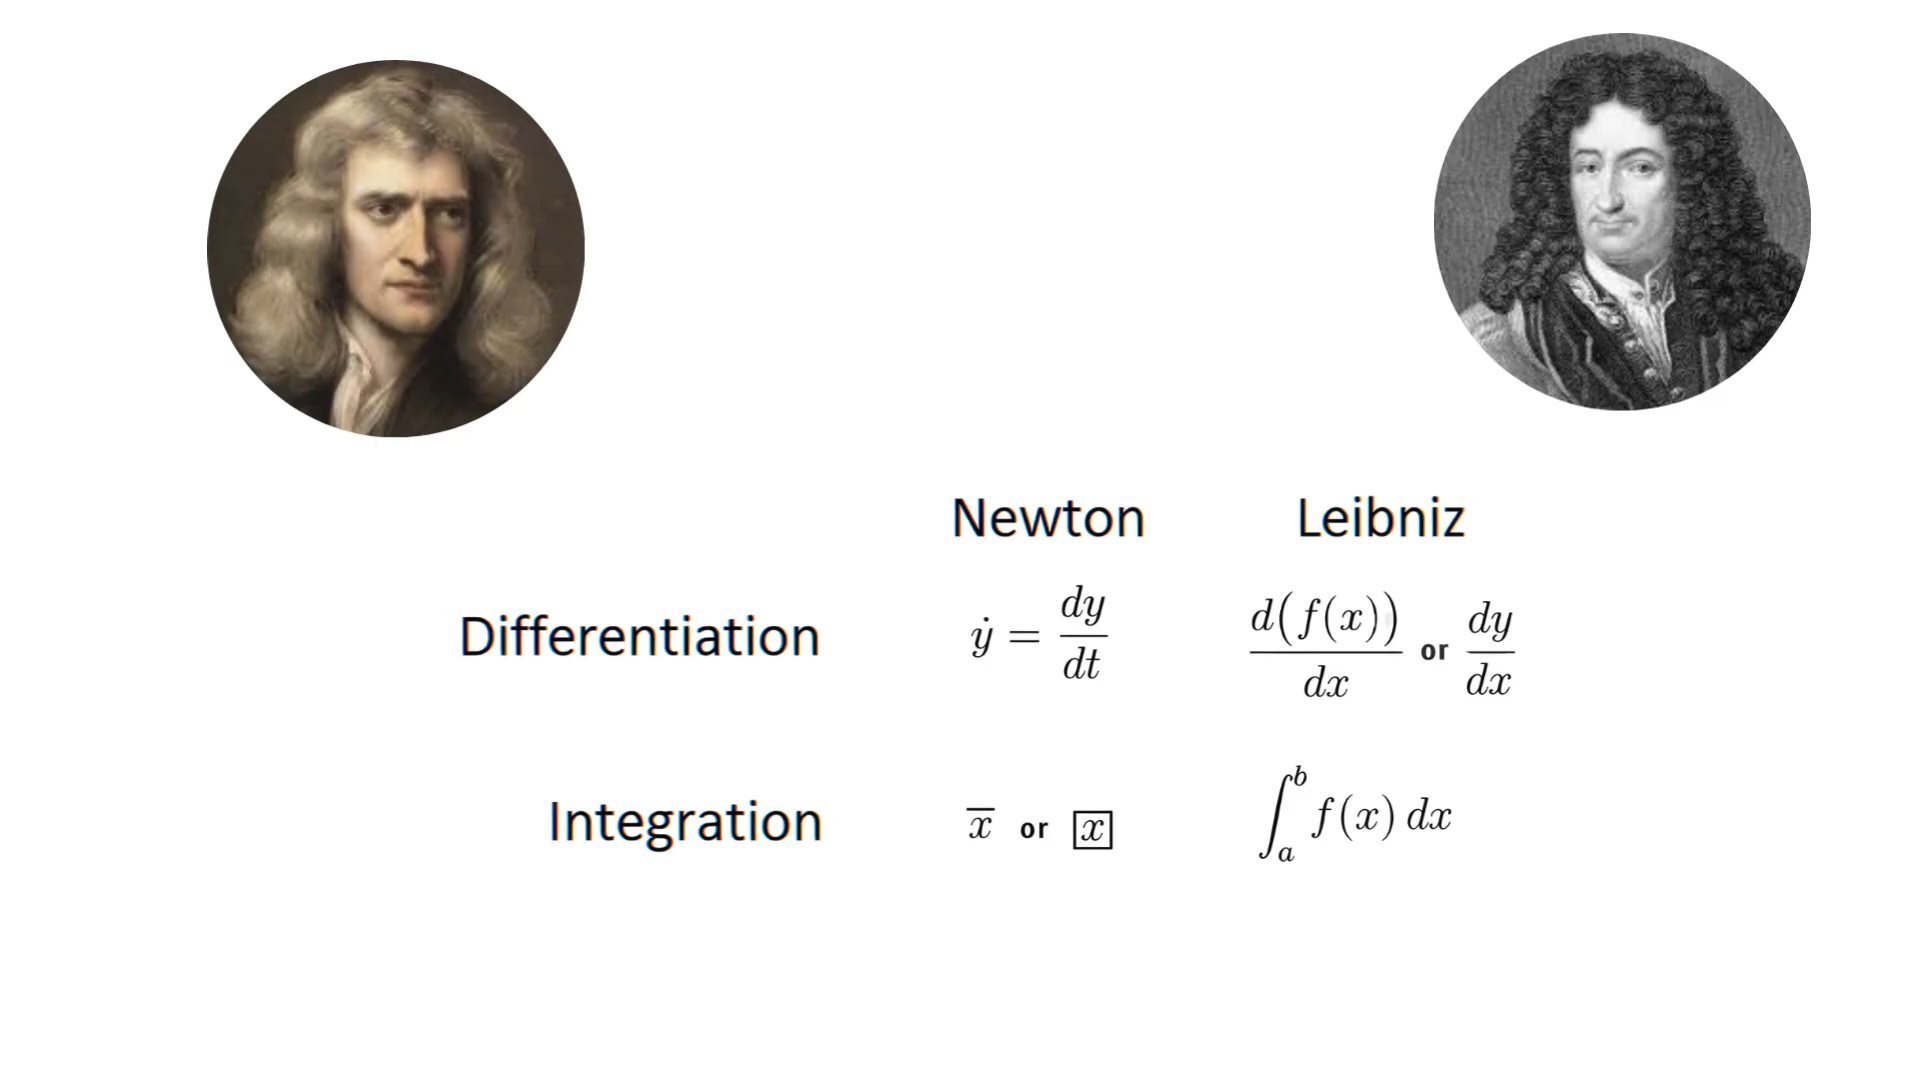 Newton Leibniz
Differentiation ẏ = dy/dt d(f(x))/dx or dy/dx
Integration x̅ or ☐x ∫_a^b f(x) dx